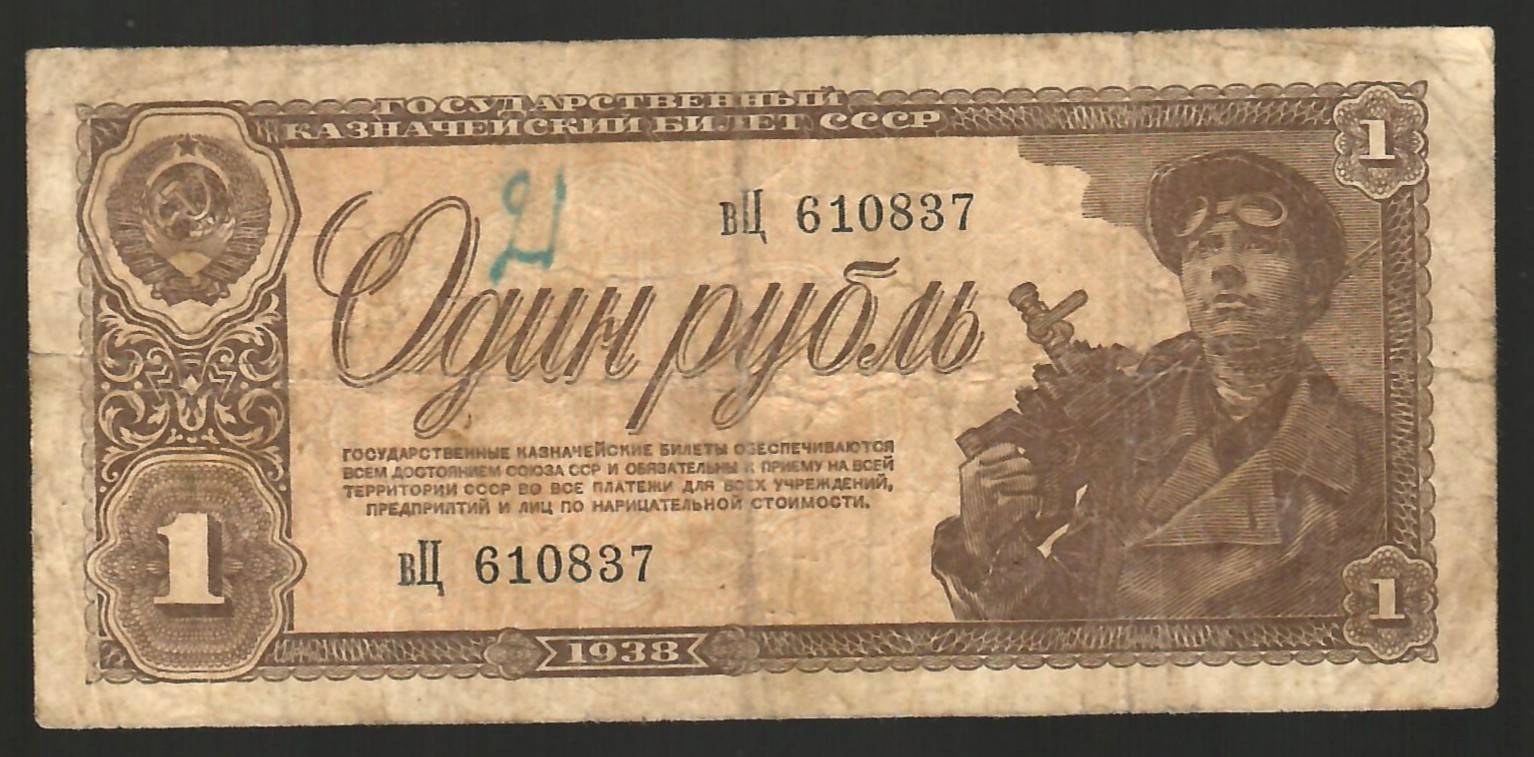 ГОСУДАРСТВЕННЫЙ
КАЗНАЧЕЙСКИЙ БИЛЕТ СССР
1
вЦ 610837
Один рубль
ГОСУДАРСТВЕННЫЕ КАЗНАЧЕЙСКИЕ БИЛЕТЫ ОБЕСПЕЧИВАЮТСЯ
ВСЕМ ДОСТОЯНИЕМ СОЮЗА ССР И ОБЯЗАТЕЛЬНЫ К ПРИЕМУ НА ВСЕЙ
ТЕРРИТОРИИ СССР ВО ВСЕ ПЛАТЕЖИ ДЛЯ ВСЕХ УЧРЕЖДЕНИЙ,
ПРЕДПРИЯТИЙ И ЛИЦ ПО НАРИЦАТЕЛЬНОЙ СТОИМОСТИ.
1
вЦ 610837
1
1938